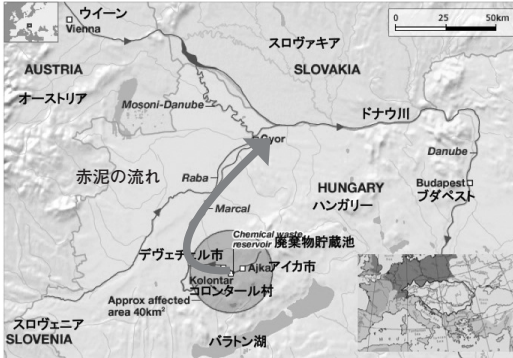 ウイーン
Vienna
0 25 50km
スロヴァキア
SLOVAKIA
AUSTRIA
オーストリア
Mosoni-Danube
ドナウ川
Gyor
赤泥の流れ
Raba
Danube
HUNGARY
ハンガリー
Budapest
ブダペスト
Marcal
Chemical waste
reservoir
廃棄物貯蔵池
デヴェチェル市
Ajka
アイカ市
Kolontar
コロンタール村
Approx affected
area 40km²
スロヴェニア
SLOVENIA
バラトン湖